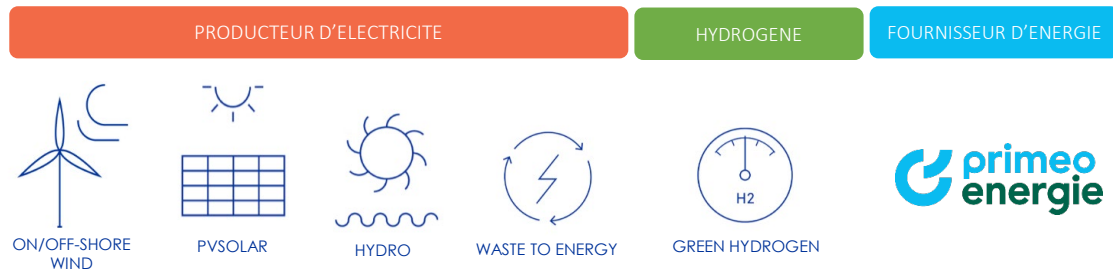 PRODUCTEUR D'ELECTRICITE
HYDROGENE
FOURNISSEUR D'ENERGIE
H2
primeo
energie
ON/OFF-SHORE
WIND
PVSOLAR
HYDRO
WASTE TO ENERGY
GREEN HYDROGEN